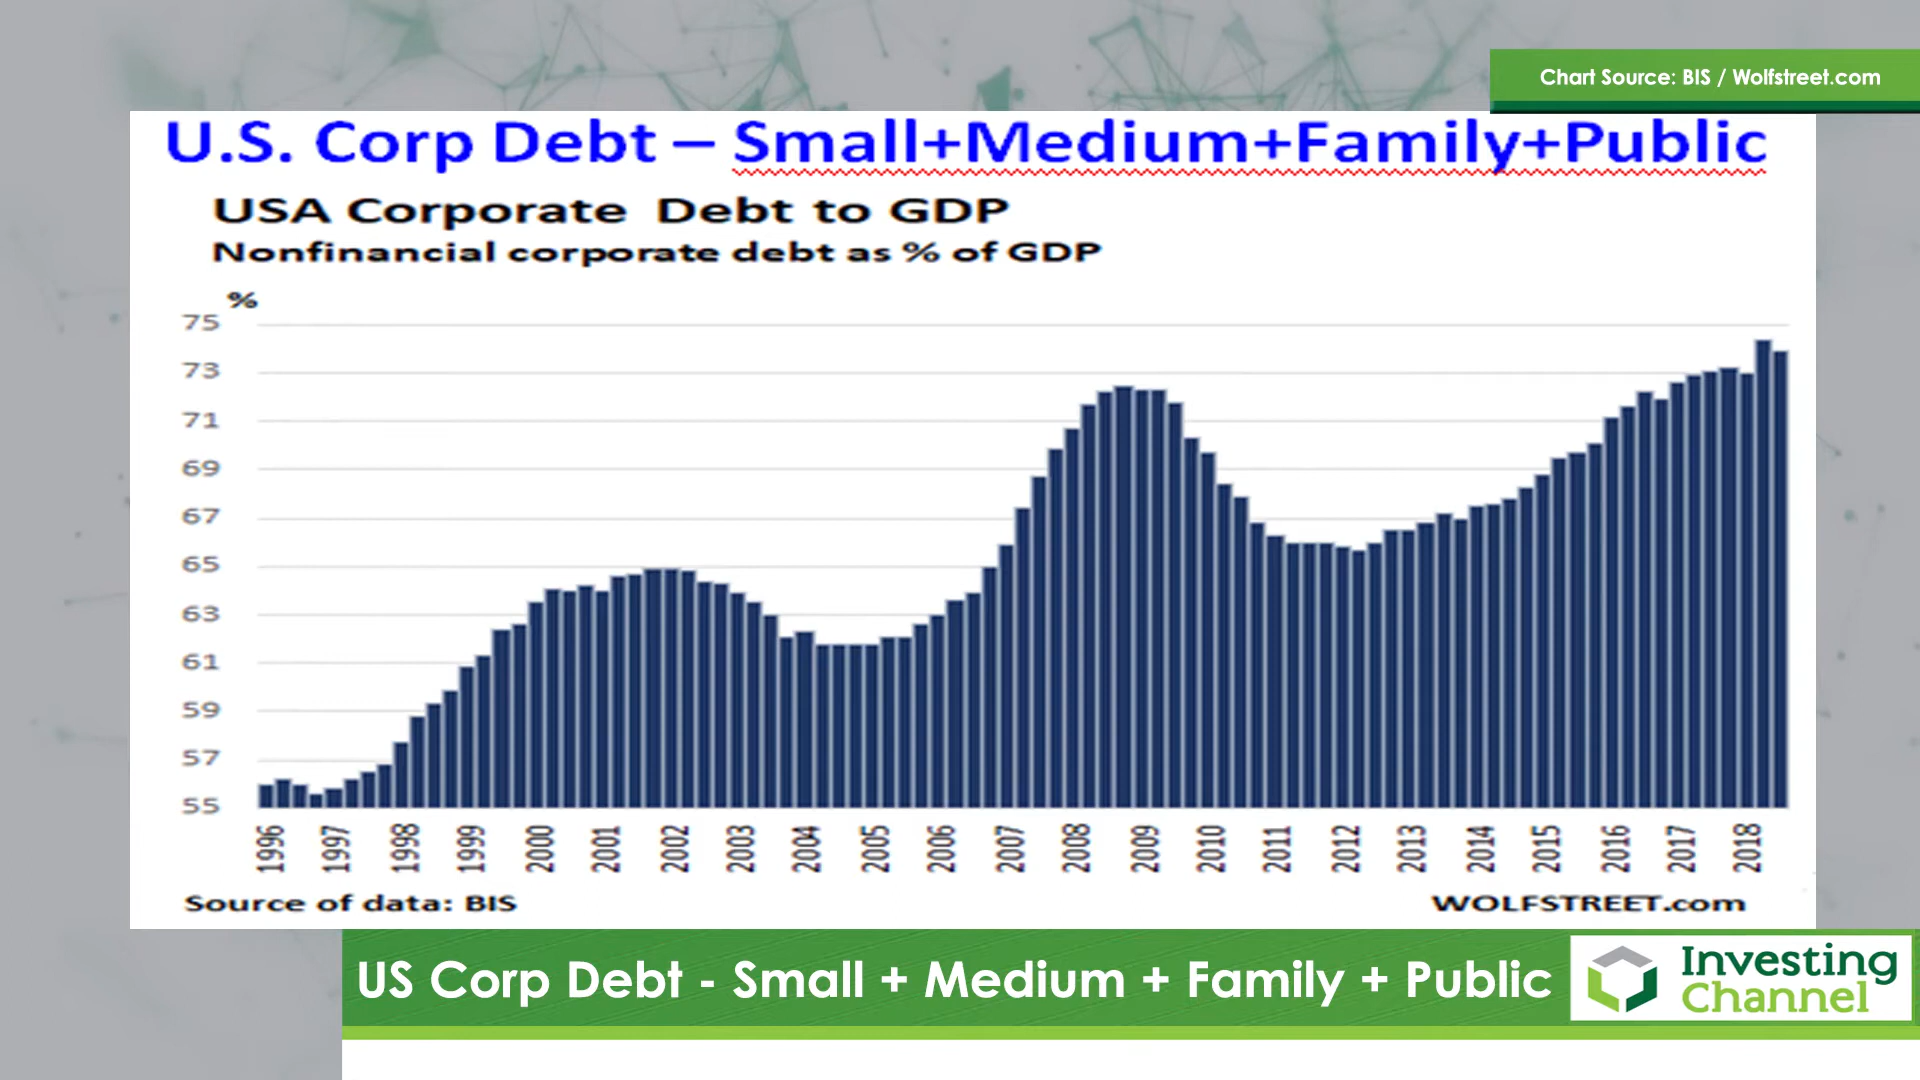 Chart Source: BIS / Wolfstreet.com
U.S. Corp Debt – Small+Medium+Family+Public
USA Corporate Debt to GDP
Nonfinancial corporate debt as % of GDP
%
75
73
71
69
67
65
63
61
59
57
55
1996 1997 1998 1999 2000 2001 2002 2003 2004 2005 2006 2007 2008 2009 2010 2011 2012 2013 2014 2015 2016 2017 2018
Source of data: BIS
WOLFSTREET.com
US Corp Debt - Small + Medium + Family + Public
Investing
Channel